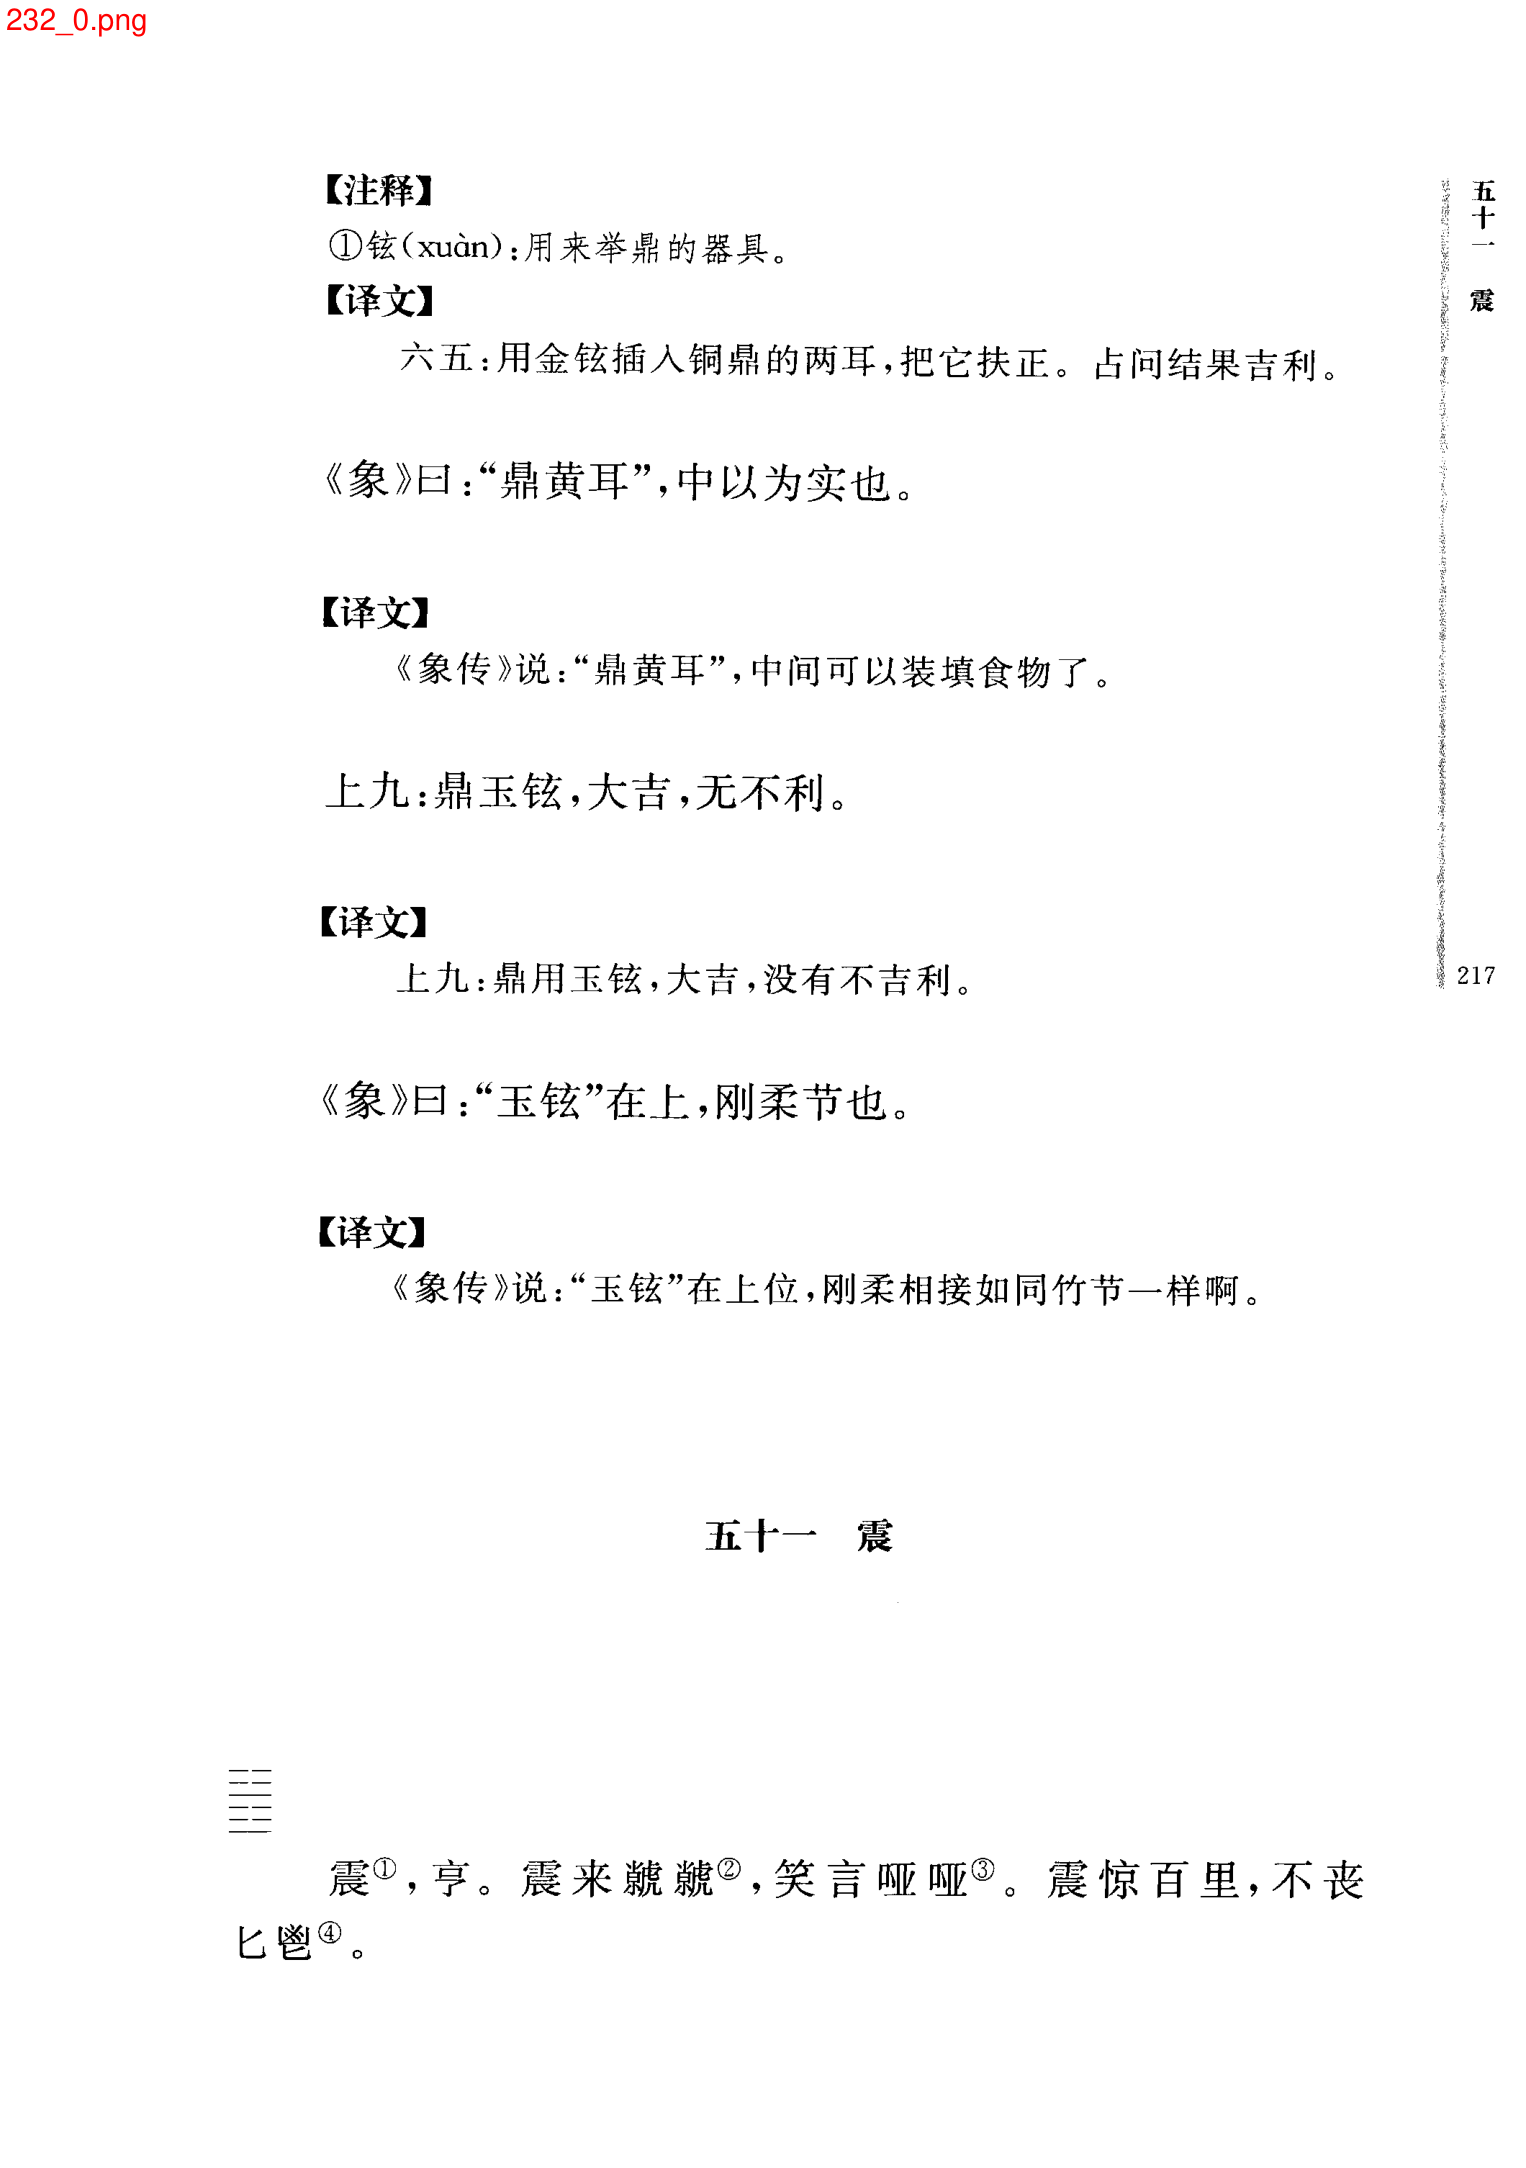 232_0.png
【注释】
①铉(xuàn):用来举鼎的器具。
【译文】
六五:用金铉插入铜鼎的两耳,把它扶正。占问结果吉利。
《象》曰:“鼎黄耳”,中以为实也。
【译文】
《象传》说:“鼎黄耳”,中间可以装填食物了。
上九:鼎玉铉,大吉,无不利。
【译文】
上九:鼎用玉铉,大吉,没有不吉利。
《象》曰:“玉铉”在上,刚柔节也。
【译文】
《象传》说:“玉铉”在上位,刚柔相接如同竹节一样啊。
五十一 震
震①,亨。震来虩虩②,笑言哑哑③。震惊百里,不丧
匕鬯④。
五十一 震
217